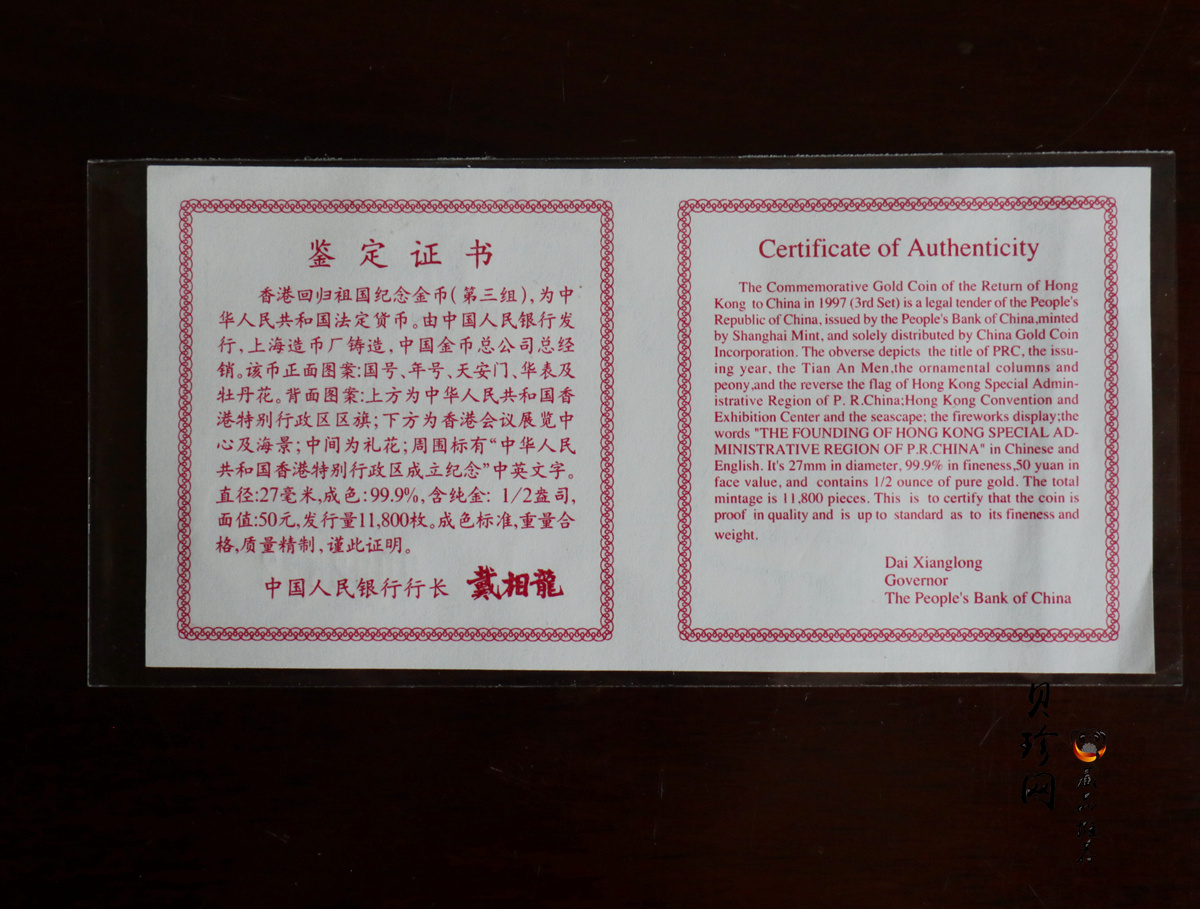 鉴定证书
香港回归祖国纪念金币(第三组),为中
华人民共和国法定货币。由中国人民银行发
行,上海造币厂铸造,中国金币总公司总经
销。该币正面图案:国号、年号、天安门、华表及
牡丹花。背面图案:上方为中华人民共和国香
港特别行政区区旗;下方为香港会议展览中
心及海景;中间为礼花;周围标有“中华人民
共和国香港特别行政区成立纪念”中英文字。
直径:27毫米,成色:99.9%,含纯金: 1/2盎司,
面值:50元,发行量11,800枚。成色标准,重量合
格,质量精制,谨此证明。
中国人民银行行长 戴相龍
Certificate of Authenticity
The Commemorative Gold Coin of the Return of Hong
Kong to China in 1997 (3rd Set) is a legal tender of the People's
Republic of China, issued by the People's Bank of China,minted
by Shanghai Mint, and solely distributed by China Gold Coin
Incorporation. The obverse depicts the title of PRC, the issu-
ing year, the Tian An Men,the ornamental columns and
peony,and the reverse the flag of Hong Kong Special Admin-
istrative Region of P. R.China;Hong Kong Convention and
Exhibition Center and the seascape; the fireworks display;the
words "THE FOUNDING OF HONG KONG SPECIAL AD-
MINISTRATIVE REGION OF P.R.CHINA" in Chinese and
English. It's 27mm in diameter, 99.9% in fineness,50 yuan in
face value, and contains 1/2 ounce of pure gold. The total
mintage is 11,800 pieces. This is to certify that the coin is
proof in quality and is up to standard as to its fineness and
weight.
Dai Xianglong
Governor
The People's Bank of China
贝珍网